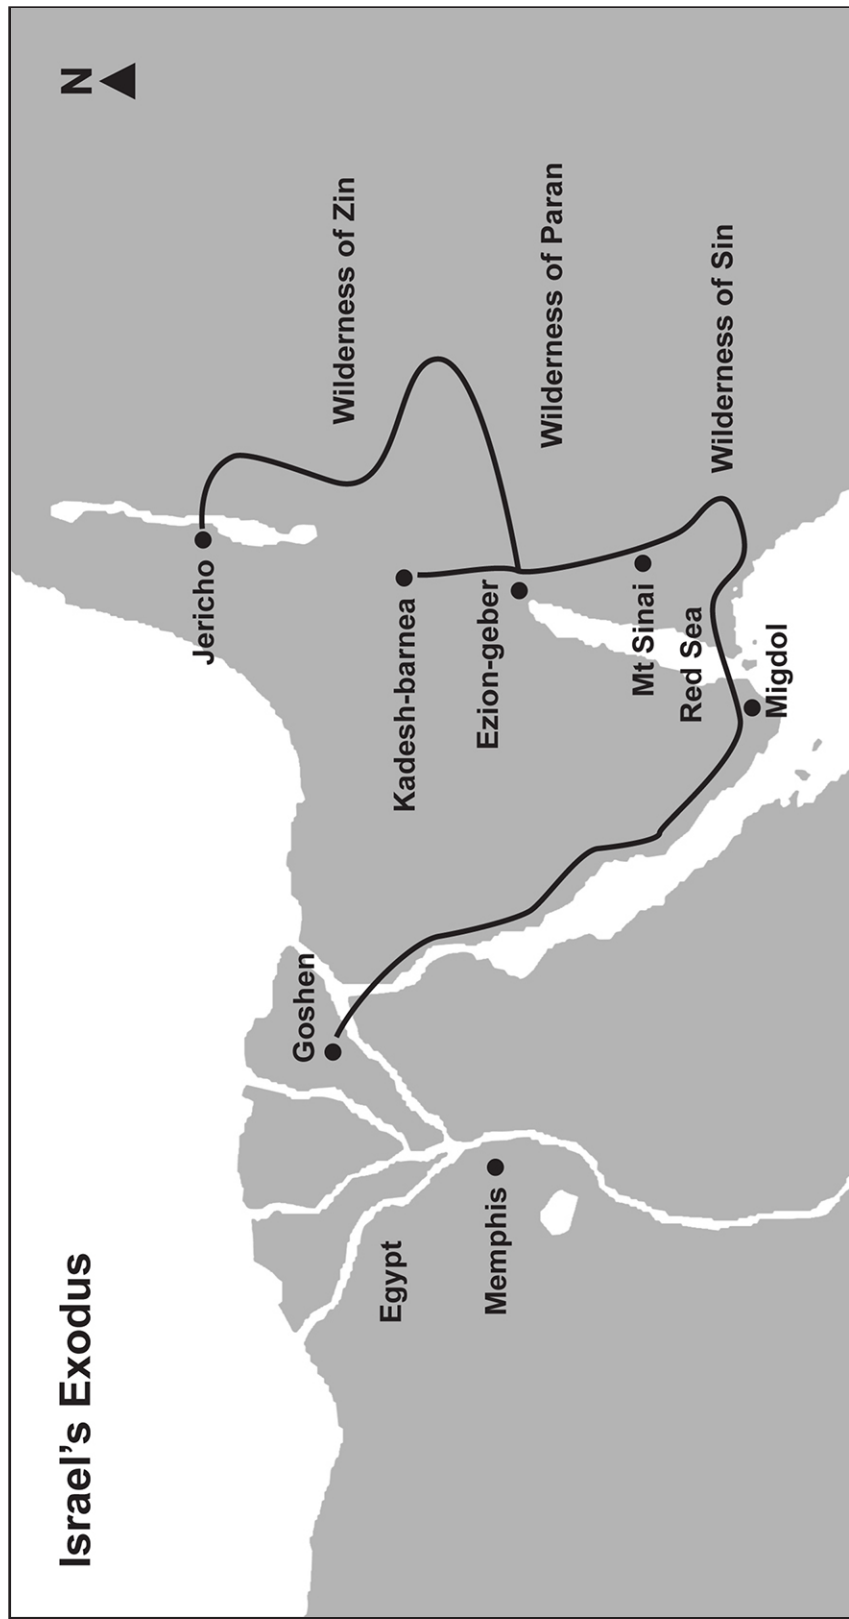 Israel's Exodus
N
Jericho
Goshen
Wilderness of Zin
Egypt
Kadesh-barnea
Memphis
Ezion-geber
Wilderness of Paran
Mt Sinai
Red Sea
Wilderness of Sin
Migdol